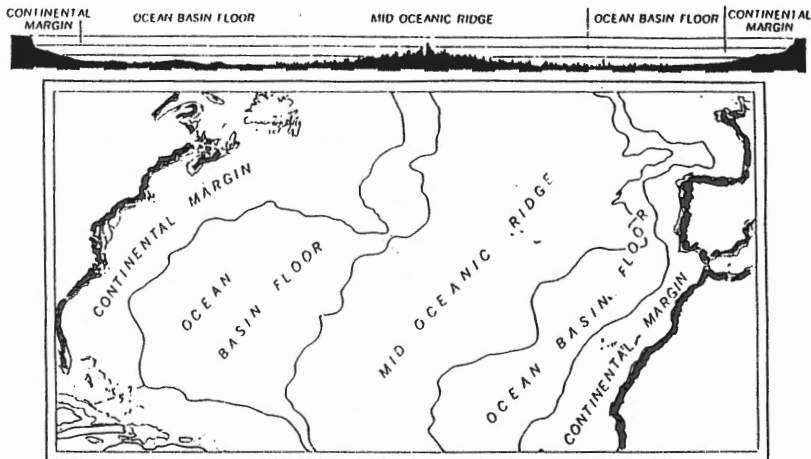 CONTINENTAL MARGIN
OCEAN BASIN FLOOR
MID OCEANIC RIDGE
OCEAN BASIN FLOOR
CONTINENTAL MARGIN
CONTINENTAL MARGIN
OCEAN
BASIN FLOOR
MID OCEANIC RIDGE
OCEAN BASIN FLOOR
CONTINENTAL MARGIN